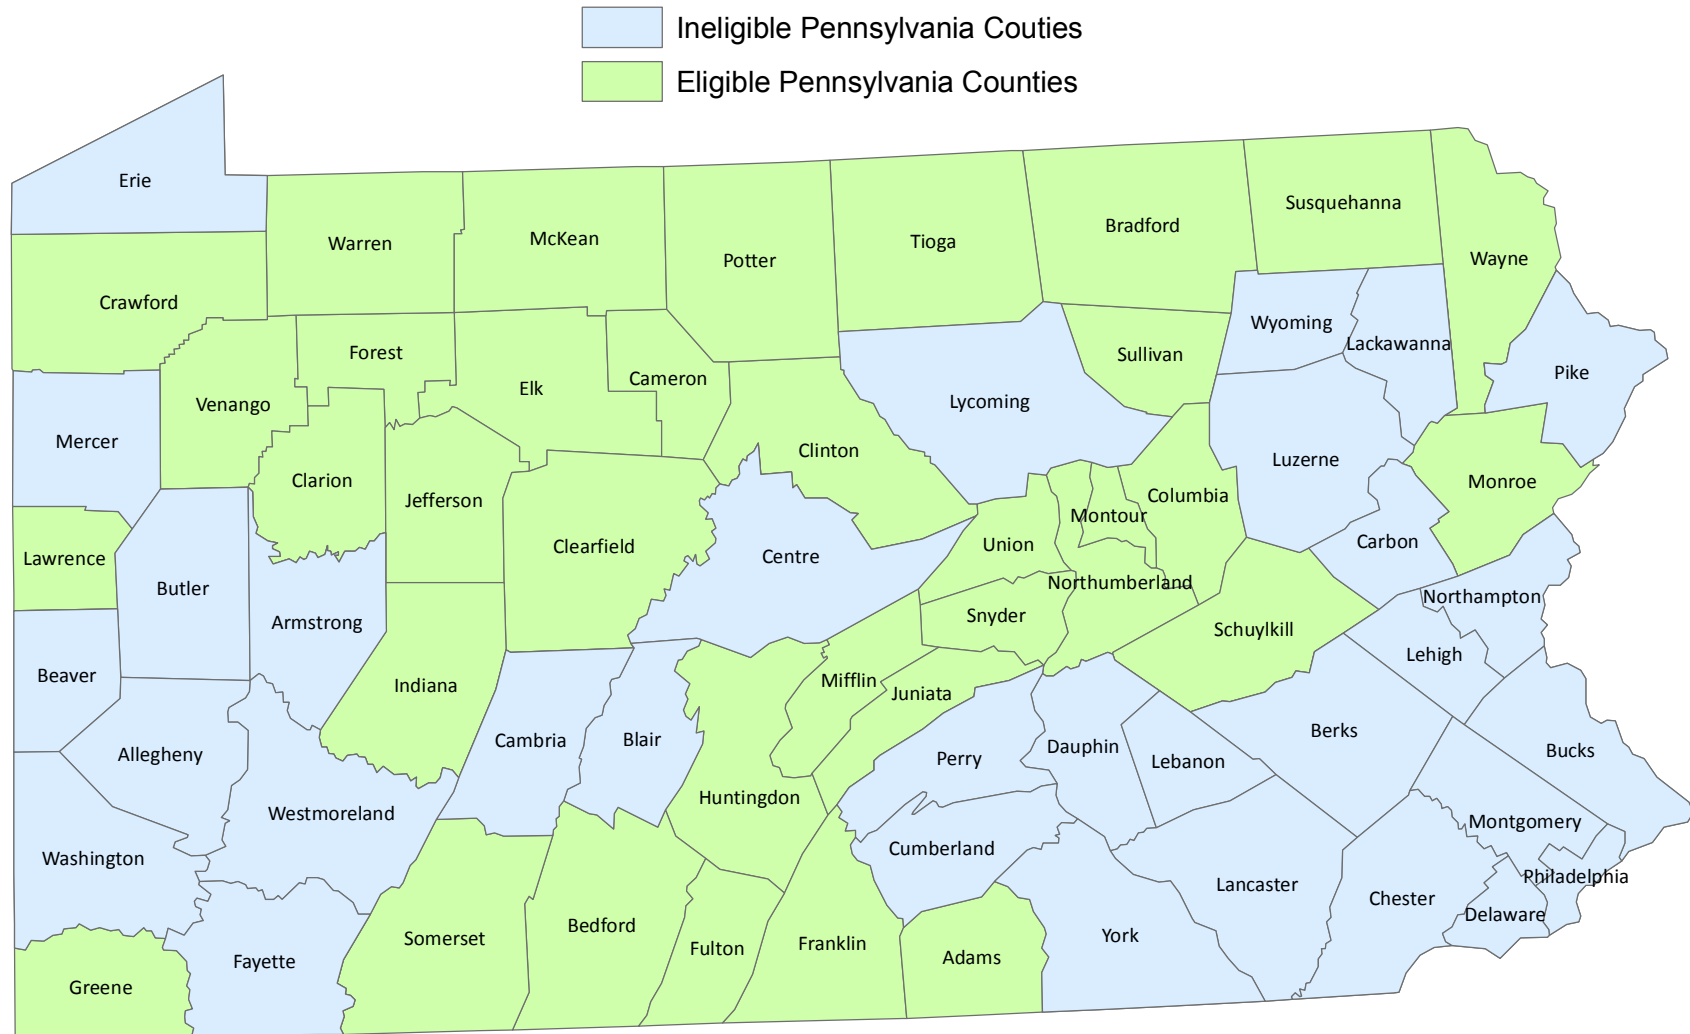 Ineligible Pennsylvania Couties
Eligible Pennsylvania Counties
Erie
Warren
McKean
Potter
Tioga
Bradford
Susquehanna
Wayne
Crawford
Forest
Venango
Elk
Cameron
Sullivan
Wyoming
Lackawanna
Pike
Lycoming
Mercer
Clarion
Jefferson
Clinton
Luzerne
Monroe
Columbia
Montour
Lawrence
Butler
Clearfield
Centre
Union
Carbon
Northumberland
Northampton
Armstrong
Snyder
Schuylkill
Lehigh
Beaver
Indiana
Mifflin
Juniata
Allegheny
Cambria
Blair
Perry
Dauphin
Lebanon
Berks
Bucks
Huntingdon
Westmoreland
Montgomery
Washington
Cumberland
Lancaster
Chester
Philadelphia
Delaware
Greene
Fayette
Somerset
Bedford
Fulton
Franklin
Adams
York